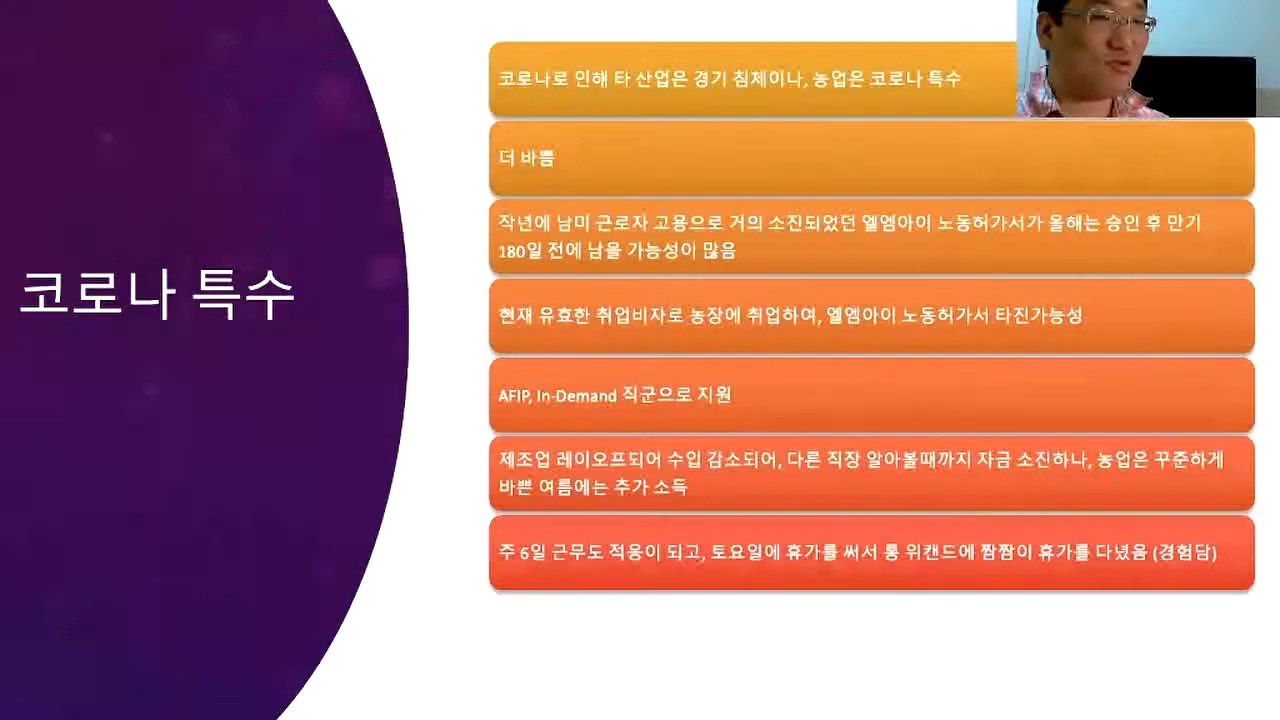 코로나 특수
코로나로 인해 타 산업은 경기 침체이나, 농업은 코로나 특수
더 바쁨
작년에 남미 근로자 고용으로 거의 소진되었던 엘엠아이 노동허가서가 올해는 승인 후 만기
180일 전에 남을 가능성이 많음
현재 유효한 취업비자로 농장에 취업하여, 엘엠아이 노동허가서 타진가능성
AFIP, In-Demand 직군으로 지원
제조업 레이오프되어 수입 감소되어, 다른 직장 알아볼때까지 자금 소진하나, 농업은 꾸준하게
바쁜 여름에는 추가 소득
주 6일 근무도 적응이 되고, 토요일에 휴가를 써서 롱 위캔드에 짬짬이 휴가를 다녔음 (경험담)